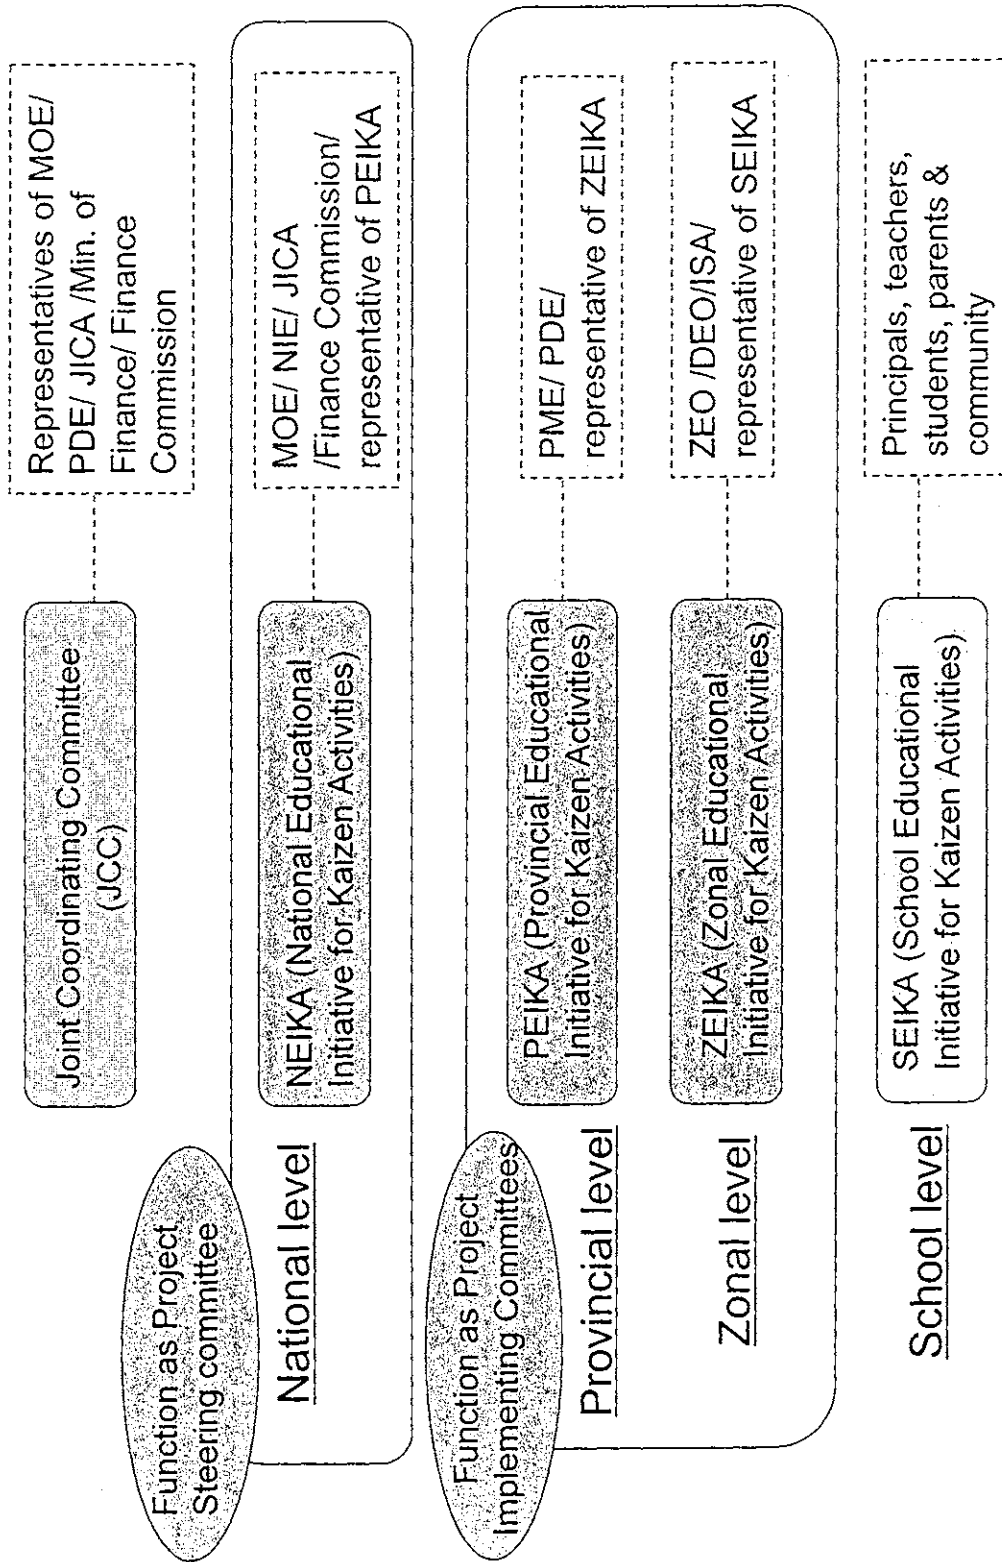 Joint Coordinating Committee
(JCC)
Representatives of MOE/
PDE/ JICA /Min. of
Finance/ Finance
Commission
Function as Project
Steering committee
National level
NEIKA (National Educational
Initiative for Kaizen Activities)
MOE/ NIE/ JICA
/Finance Commission/
representative of PEIKA
Function as Project
Implementing Committees
Provincial level
PEIKA (Provincial Educational
Initiative for Kaizen Activities)
PME/ PDE/
representative of ZEIKA
Zonal level
ZEIKA (Zonal Educational
Initiative for Kaizen Activities)
ZEO /DEO/ISA/
representative of SEIKA
School level
SEIKA (School Educational
Initiative for Kaizen Activities)
Principals, teachers,
students, parents &
community